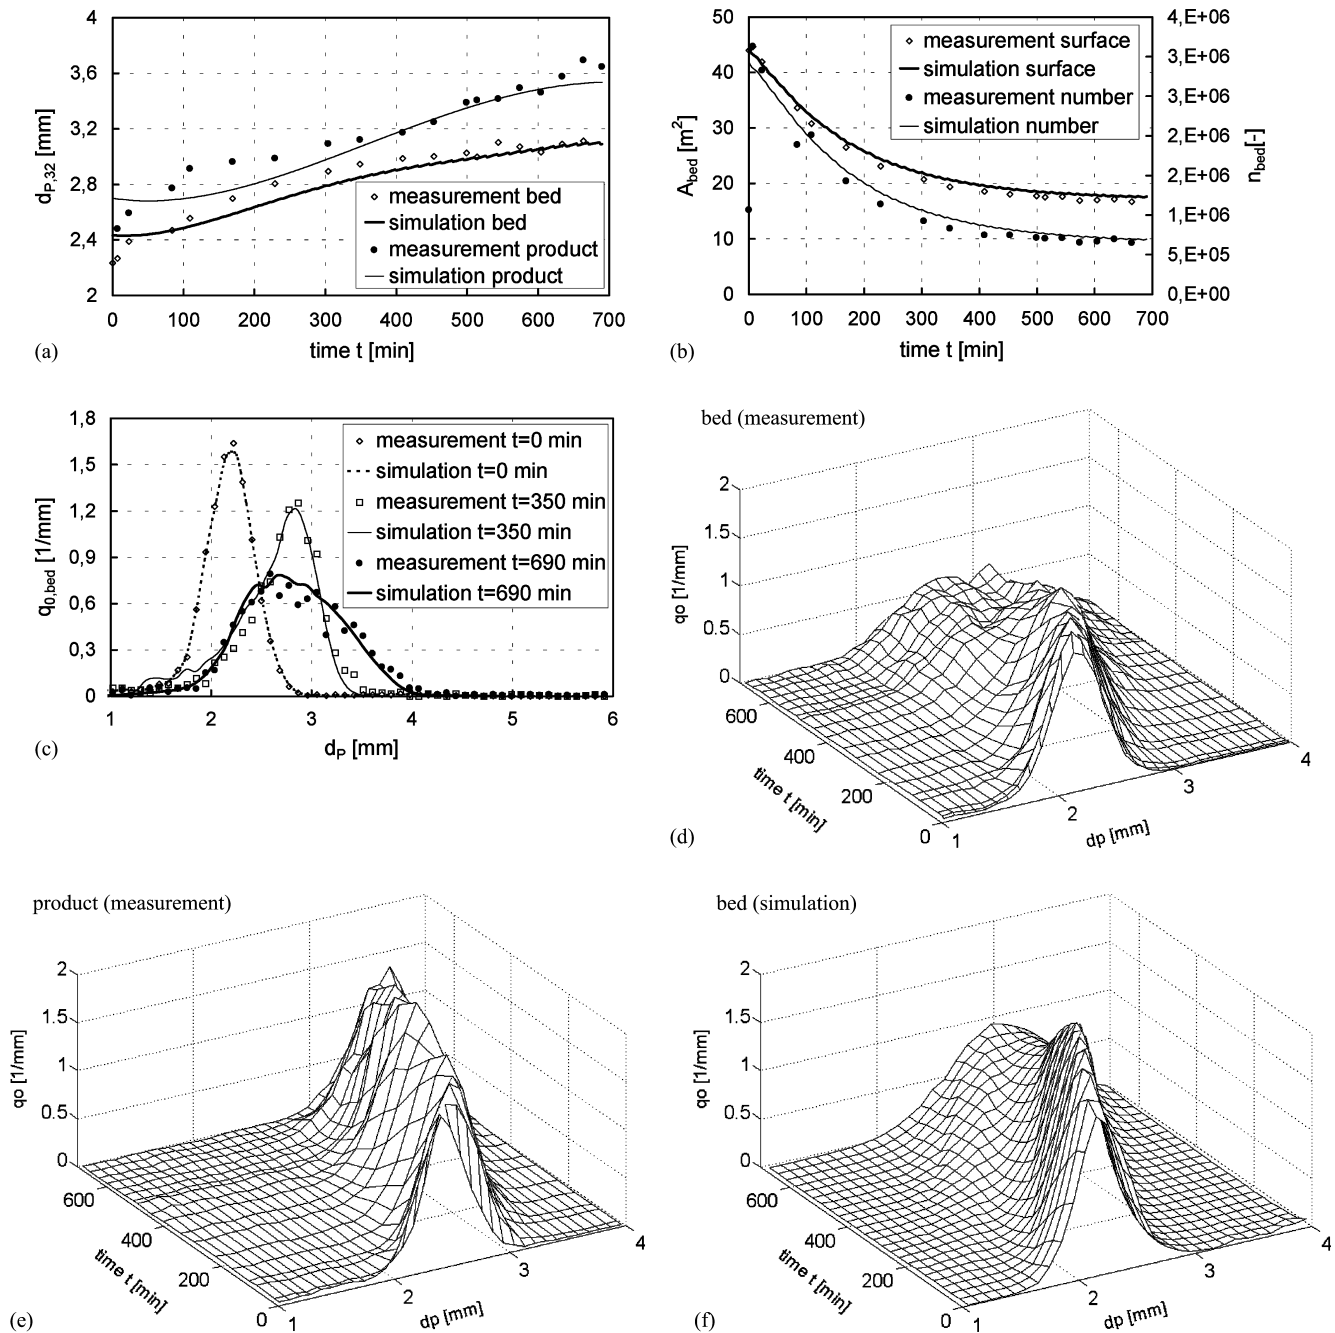 4
3,6
3,2
2,8
2,4
2
d_P,32 [mm]
measurement bed
simulation bed
measurement product
simulation product
0 100 200 300 400 500 600 700
time t [min]
(a)
50
40
30
20
10
0
A_bed [m²]
measurement surface
simulation surface
measurement number
simulation number
4,E+06
3,E+06
3,E+06
2,E+06
2,E+06
1,E+06
1,E+06
5,E+05
0,E+00
n_bed[-]
0 100 200 300 400 500 600 700
time t [min]
(b)
1,8
1,5
1,2
0,9
0,6
0,3
0
q_0,bed [1/mm]
measurement t=0 min
simulation t=0 min
measurement t=350 min
simulation t=350 min
measurement t=690 min
simulation t=690 min
1 2 3 4 5 6
d_P [mm]
(c)
bed (measurement)
2
1.5
1
0.5
0
qo [1/mm]
600
400
200
0
time t [min]
1
2
3
4
dp [mm]
(d)
product (measurement)
2
1.5
1
0.5
0
qo [1/mm]
600
400
200
0
time t [min]
1
2
3
4
dp [mm]
(e)
bed (simulation)
2
1.5
1
0.5
0
qo [1/mm]
600
400
200
0
time t [min]
1
2
3
4
dp [mm]
(f)